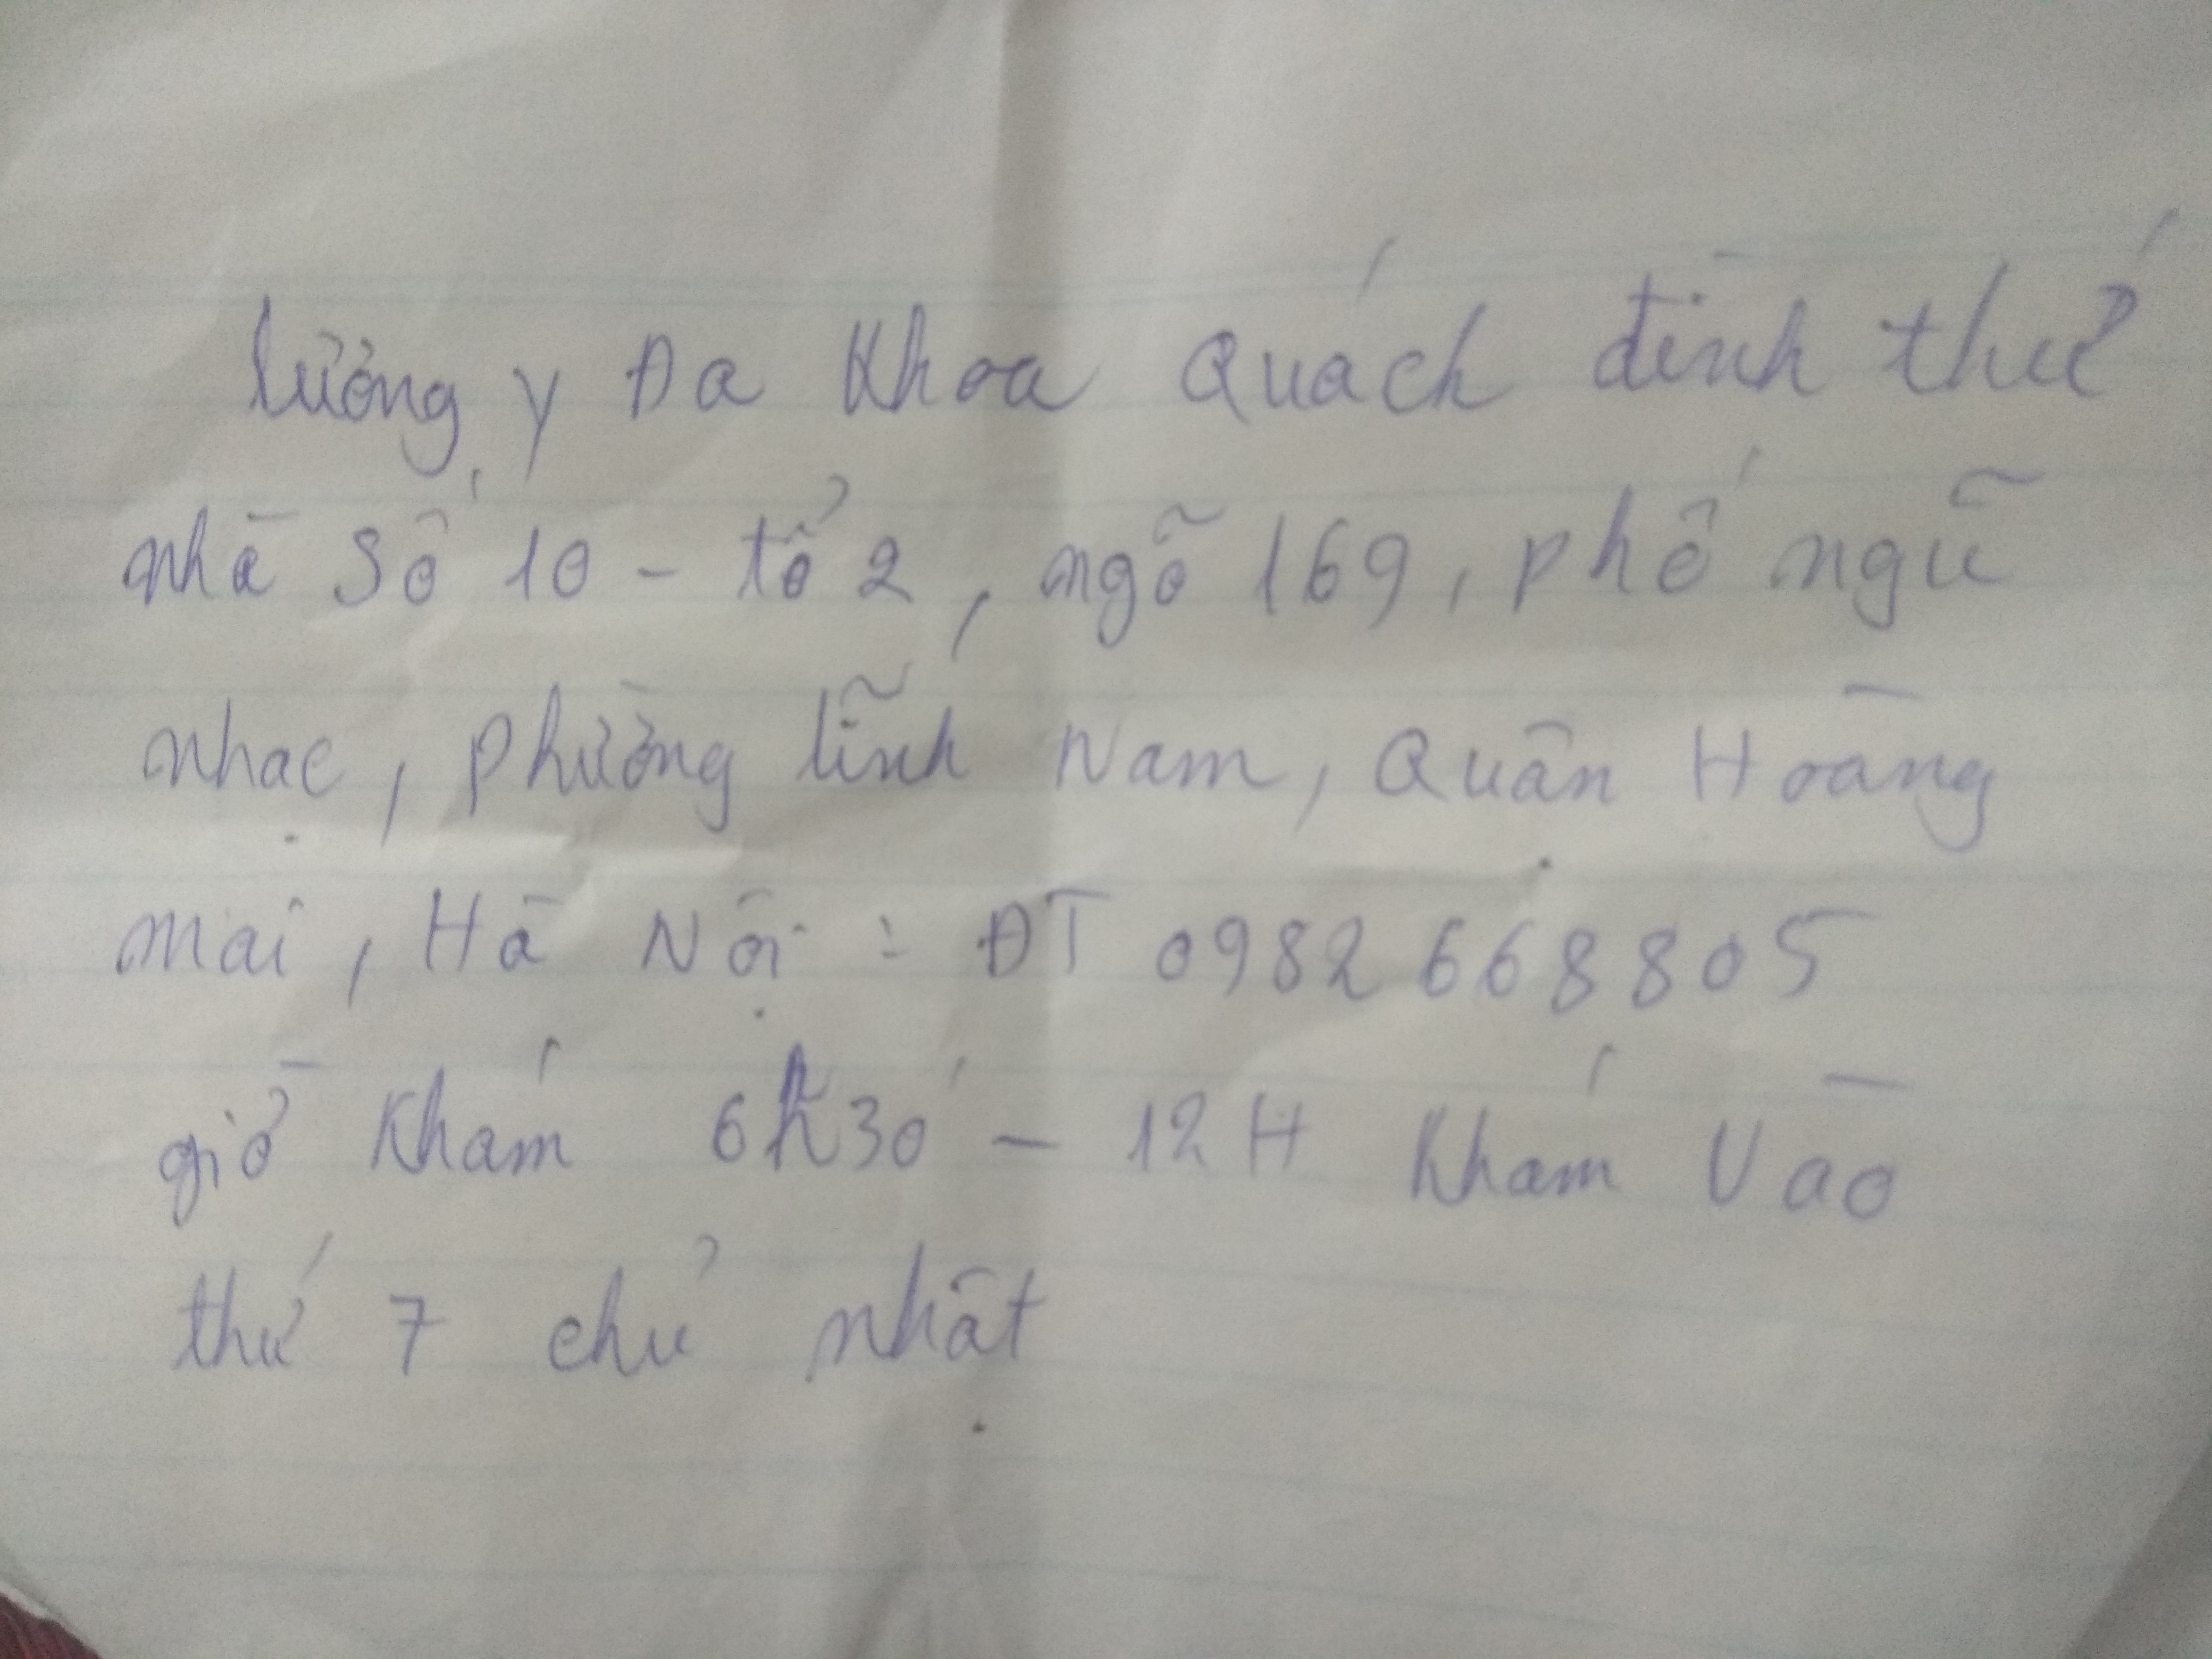 lương y Đa Khoa Quách đình thứ
nhà Số 10 - tổ 2, ngõ 169, phố ngũ
nhạc, phường lĩnh Nam, Quận Hoàng
mai, Hà Nội : ĐT 0982668805
giờ Khám 6h30 - 12H Khám Vào
thứ 7 chủ nhật